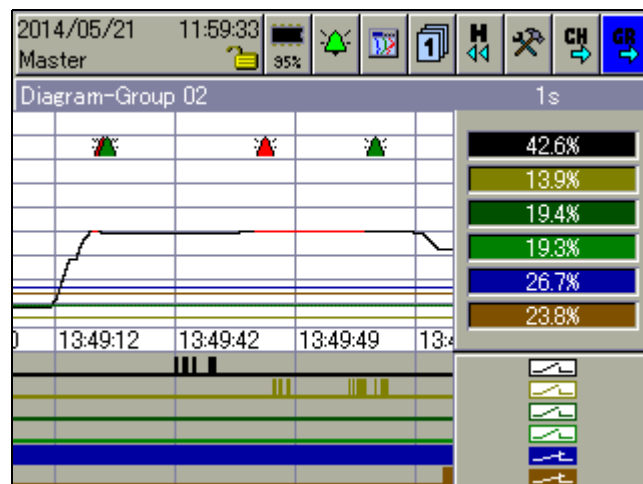 2014/05/21 11:59:33
Master
95%
1
H
CH
GR
Diagram-Group 02 1s
42.6%
13.9%
19.4%
19.3%
26.7%
23.8%
13:49:12 13:49:42 13:49:49